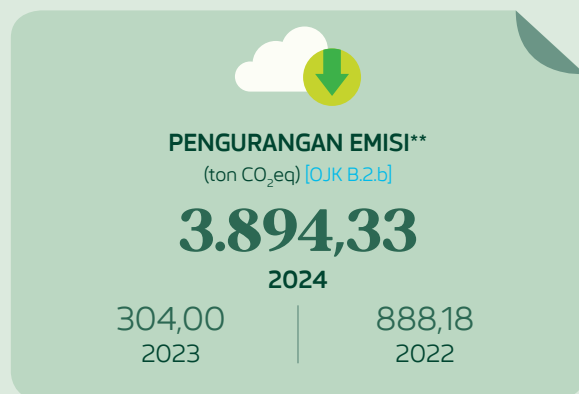 PENGURANGAN EMISI**
(ton CO₂eq) [OJK B.2.b]
3.894,33
2024
304,00 888,18
2023 2022